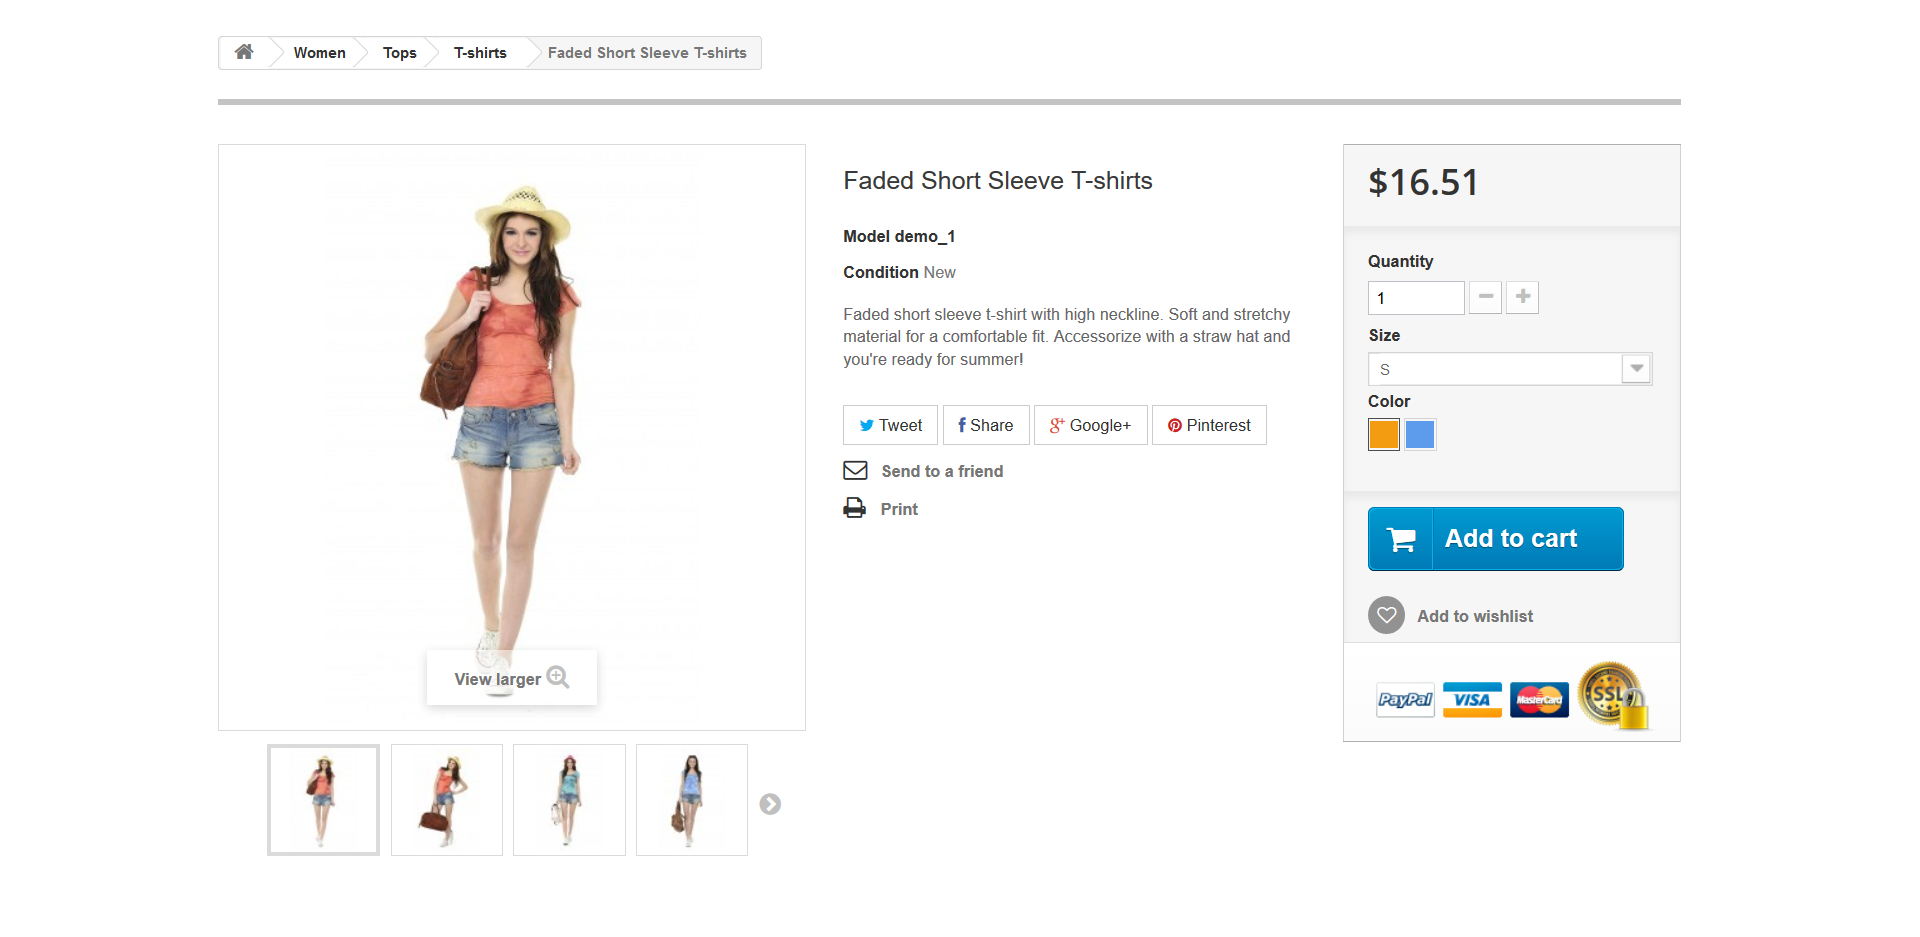 Women
Tops
T-shirts
Faded Short Sleeve T-shirts
Faded Short Sleeve T-shirts
Model demo_1
Condition New
Faded short sleeve t-shirt with high neckline. Soft and stretchy
material for a comfortable fit. Accessorize with a straw hat and
you're ready for summer!
Tweet
Share
Google+
Pinterest
Send to a friend
Print
View larger
$16.51
Quantity
1
Size
S
Color
Add to cart
Add to wishlist
PayPal
VISA
MasterCard
SSL